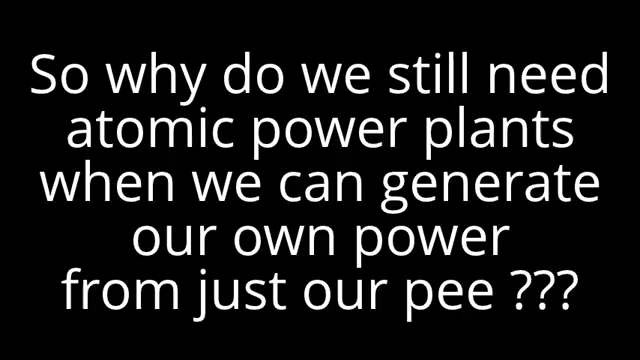 So why do we still need
atomic power plants
when we can generate
our own power
from just our pee ???